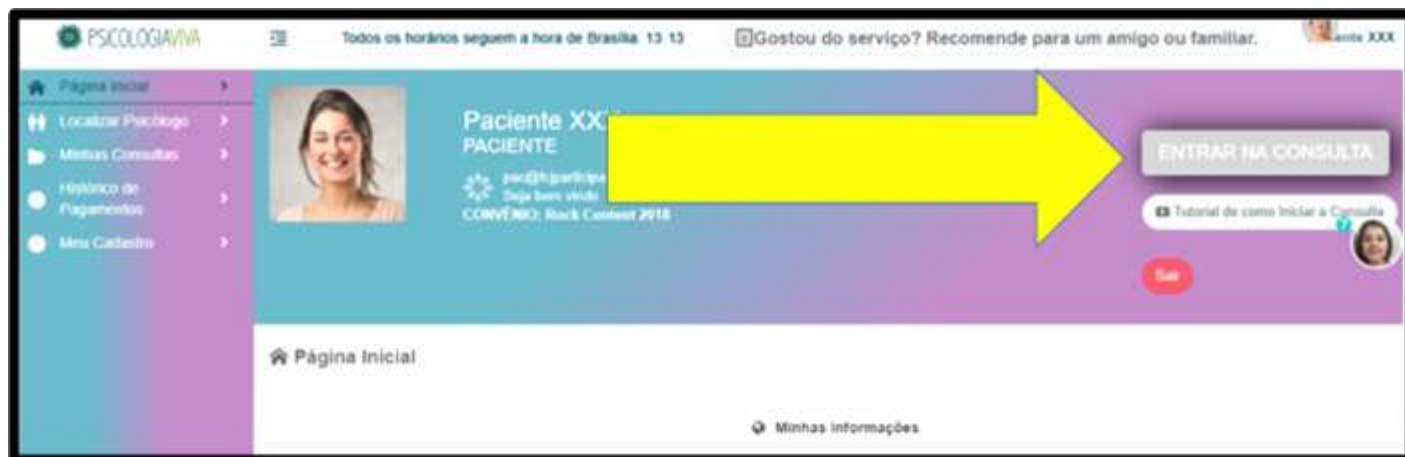 PSICOLOGIAVIVA
Todos os horários seguem a hora de Brasília 13 13
Gostou do serviço? Recomende para um amigo ou familiar.
XXX
Página Inicial
Localizar Psicólogo
Minhas Consultas
Histórico de
Pagamentos
Meu Cadastro
Paciente
PACIENTE
Seja bem vindo
CONVÊNIO: Rock Content 2018
ENTRAR NA CONSULTA
Tutorial de como Iniciar a Consulta
Sair
Página Inicial
Minhas informações